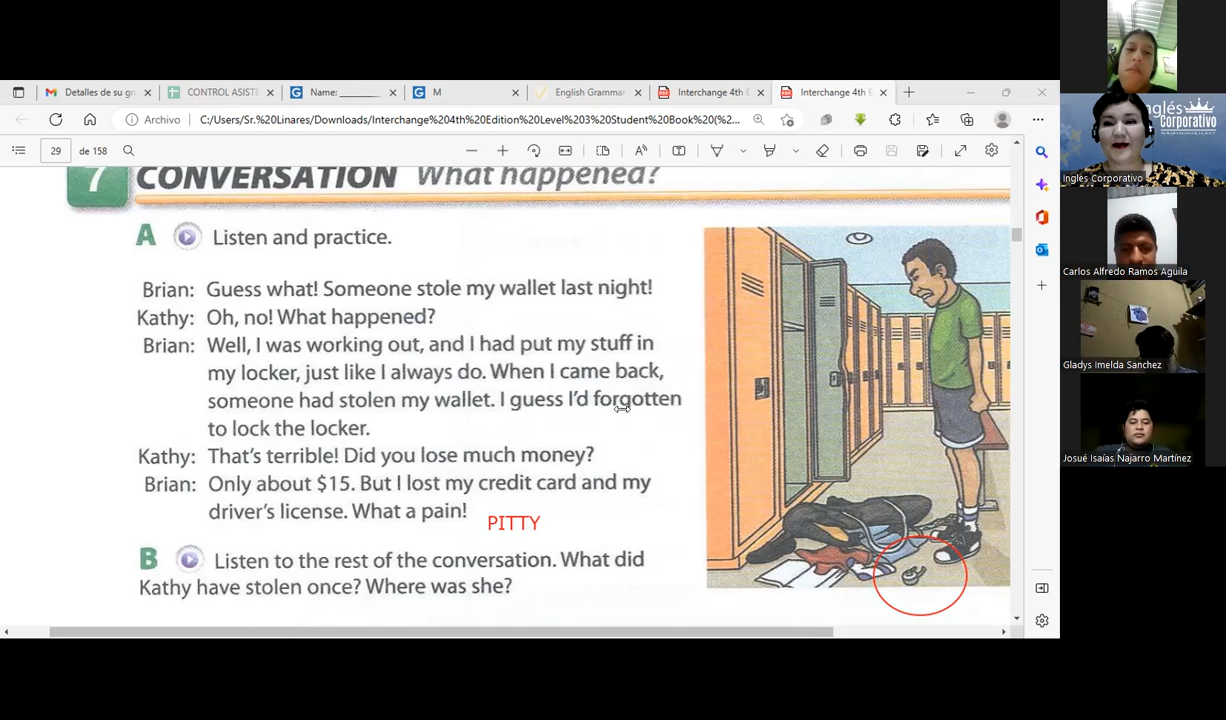 Detalles de su gr
CONTROL ASIST
Name: ________
M
English Gramma
Interchange 4th E
Interchange 4th E
Archivo
C:/Users/Sr.%20Linares/Downloads/Interchange%204th%20Edition%20Level%203%20Student%20Book%20(%2...
29
de 158
7 CONVERSATION What happened?
A Listen and practice.
Brian: Guess what! Someone stole my wallet last night!
Kathy: Oh, no! What happened?
Brian: Well, I was working out, and I had put my stuff in
my locker, just like I always do. When I came back,
someone had stolen my wallet. I guess I'd forgotten
to lock the locker.
Kathy: That's terrible! Did you lose much money?
Brian: Only about $15. But I lost my credit card and my
driver's license. What a pain!
PITTY
B Listen to the rest of the conversation. What did
Kathy have stolen once? Where was she?
nglés
Corporativo
Inglés Corporativo
Carlos Alfredo Ramos Aguila
Gladys Imelda Sanchez
Josué Isaías Najarro Martínez